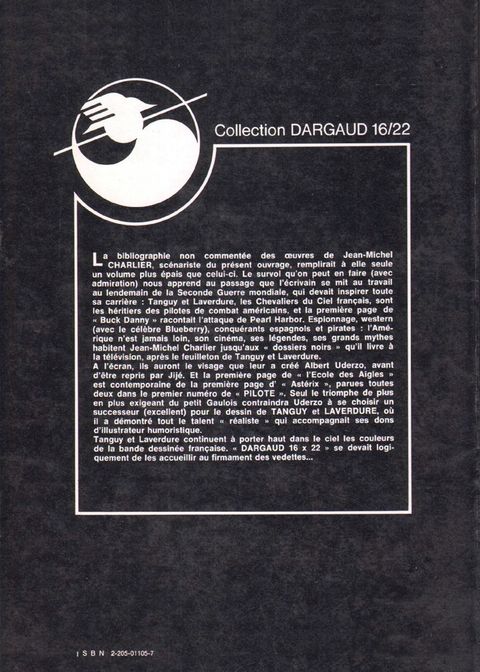 Collection DARGAUD 16/22
La bibliographie non commentée des œuvres de Jean-Michel
CHARLIER, scénariste du présent ouvrage, remplirait à elle seule
un volume plus épais que celui-ci. Le survol qu'on peut en faire (avec
admiration) nous apprend au passage que l'écrivain se mit au travail
au lendemain de la Seconde Guerre mondiale, qui devait inspirer toute
sa carrière : Tanguy et Laverdure, les Chevaliers du Ciel français, sont
les héritiers des pilotes de combat américains, et la première page de
« Buck Danny » racontait l'attaque de Pearl Harbor. Espionnage, western
(avec le célèbre Blueberry), conquérants espagnols et pirates : l'Amé-
rique n'est jamais loin, son cinéma, ses légendes, ses grands mythes
habitent Jean-Michel Charlier jusqu'aux « dossiers noirs » qu'il livre à
la télévision, après le feuilleton de Tanguy et Laverdure.
A l'écran, ils auront le visage que leur a créé Albert Uderzo, avant
d'être repris par Jijé. Et la première page de « l'Ecole des Aigles »
est contemporaine de la première page d' « Astérix », parues toutes
deux dans le premier numéro de « PILOTE ». Seul le triomphe de plus
en plus exigeant du petit Gaulois contraindra Uderzo à se choisir un
successeur (excellent) pour le dessin de TANGUY et LAVERDURE, où
il a démontré tout le talent « réaliste » qui accompagnait ses dons
d'illustrateur humoristique.
Tanguy et Laverdure continuent à porter haut dans le ciel les couleurs
de la bande dessinée française. « DARGAUD 16 x 22 » se devait logi-
quement de les accueillir au firmament des vedettes...
ISBN 2-205-01105-7